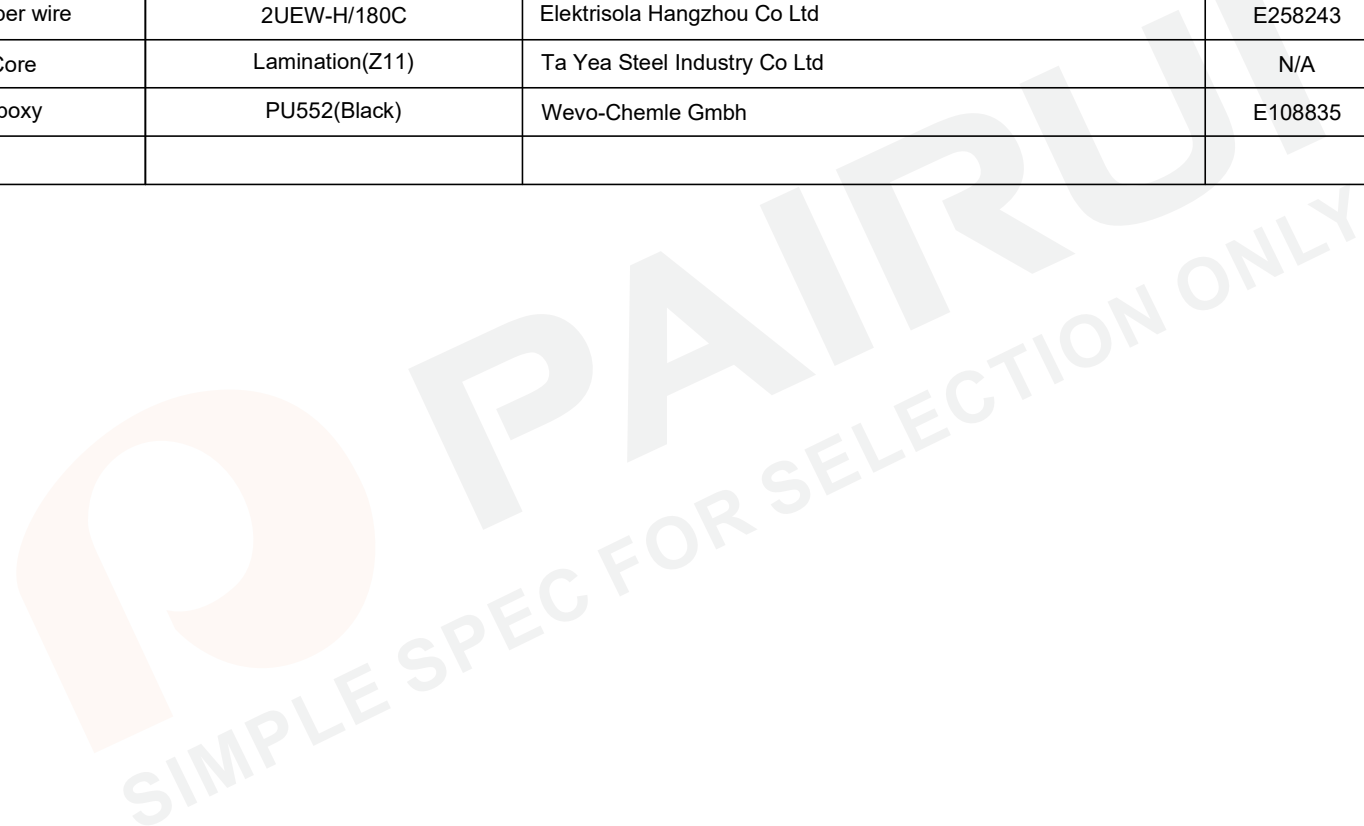 per wire 2UEW-H/180C Elektrisola Hangzhou Co Ltd E258243
Core Lamination(Z11) Ta Yea Steel Industry Co Ltd N/A
poxy PU552(Black) Wevo-Chemle Gmbh E108835
PAIRUI
SIMPLE SPEC FOR SELECTION ONLY